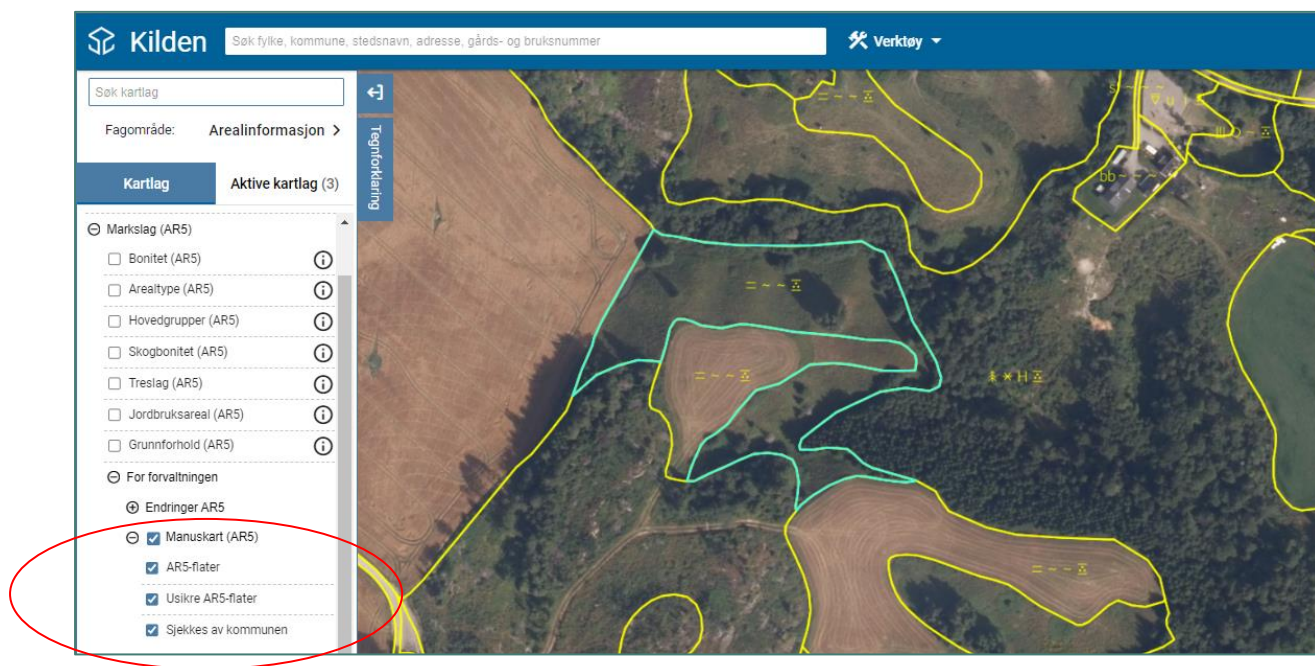 Kilden
Søk fylke, kommune, stedsnavn, adresse, gårds- og bruksnummer
Verktøy
Søk kartlag
Fagområde: Arealinformasjon >
Kartlag
Aktive kartlag (3)
Tegnforklaring
Markslag (AR5)
Bonitet (AR5)
Arealtype (AR5)
Hovedgrupper (AR5)
Skogbonitet (AR5)
Treslag (AR5)
Jordbruksareal (AR5)
Grunnforhold (AR5)
For forvaltningen
Endringer AR5
Manuskart (AR5)
AR5-flater
Usikre AR5-flater
Sjekkes av kommunen
bb ~ ~ ~